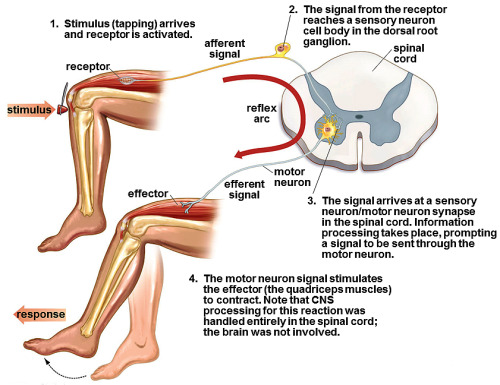 1. Stimulus (tapping) arrives
and receptor is activated.
2. The signal from the receptor
reaches a sensory neuron
cell body in the dorsal root
ganglion.
afferent
signal
spinal
cord
receptor
stimulus
reflex
arc
motor
neuron
effector
efferent
signal
3. The signal arrives at a sensory
neuron/motor neuron synapse
in the spinal cord. Information
processing takes place, prompting
a signal to be sent through the
motor neuron.
4. The motor neuron signal stimulates
the effector (the quadriceps muscles)
to contract. Note that CNS
processing for this reaction was
handled entirely in the spinal cord;
the brain was not involved.
response